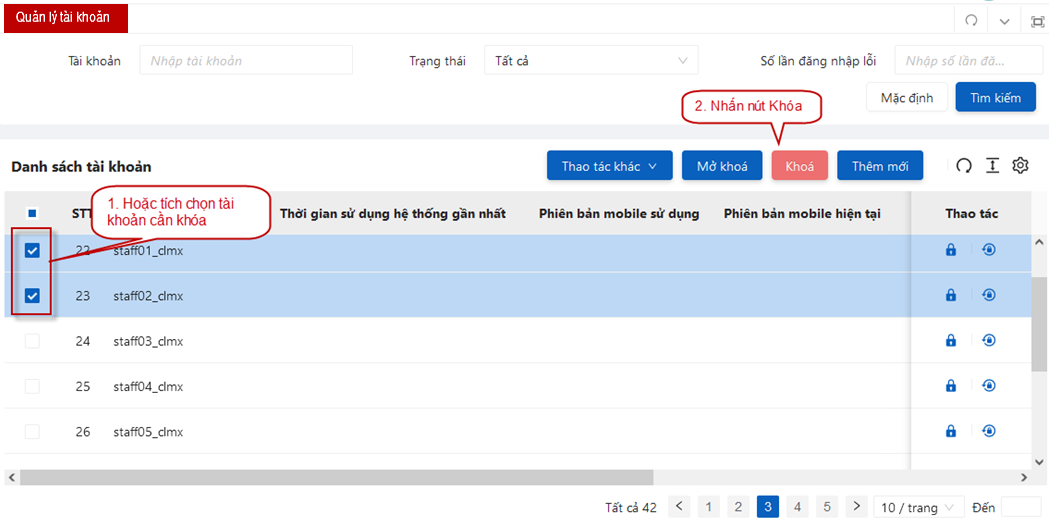 Quản lý tài khoản
Tài khoản
Nhập tài khoản
Trạng thái
Tất cả
Số lần đăng nhập lỗi
Nhập số lần đă...
Mặc định
Tìm kiếm
2. Nhấn nút Khóa
Danh sách tài khoản
Thao tác khác
Mở khoá
Khoá
Thêm mới
1. Hoặc tích chọn tài
khoản cần khóa
STT
Thời gian sử dụng hệ thống gần nhất
Phiên bản mobile sử dụng
Phiên bản mobile hiện tại
Thao tác
22 staff01_clmx
23 staff02_clmx
24 staff03_clmx
25 staff04_clmx
26 staff05_clmx
Tất cả 42 < 1 2 3 4 5 > 10 / trang Đến